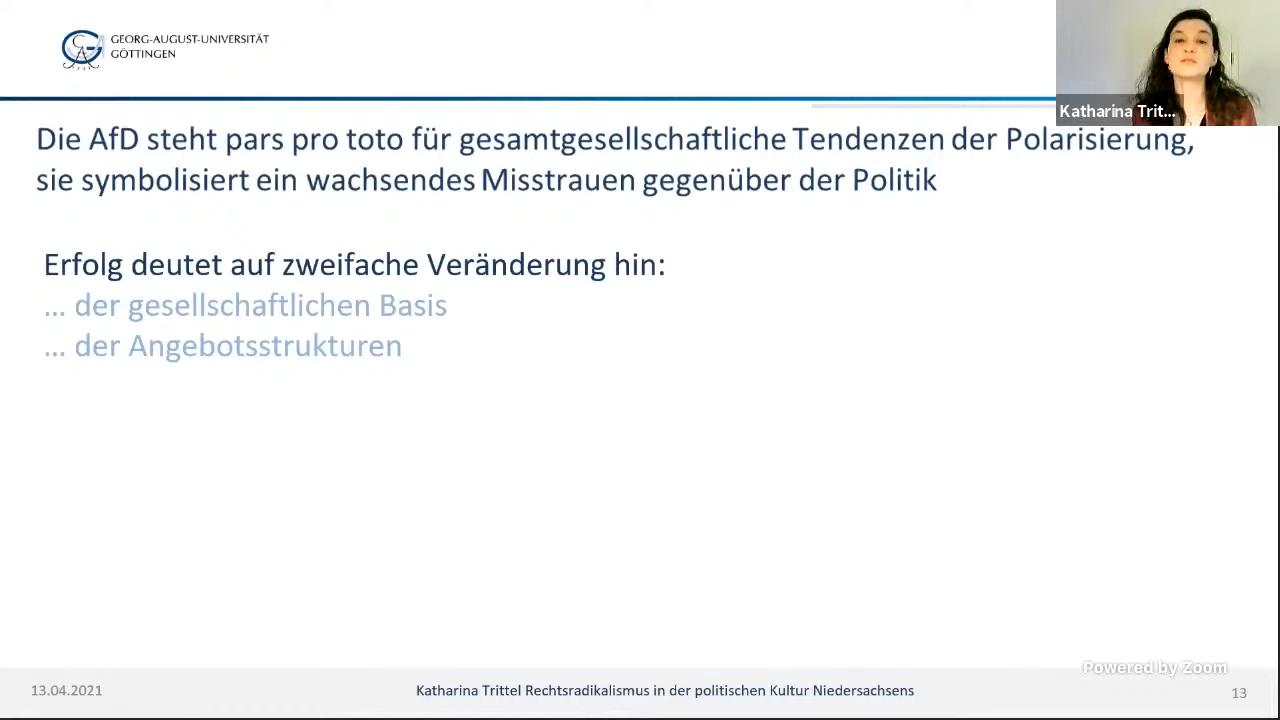 GEORG-AUGUST-UNIVERSITÄT
GÖTTINGEN
Katharina Trit...
Die AfD steht pars pro toto für gesamtgesellschaftliche Tendenzen der Polarisierung,
sie symbolisiert ein wachsendes Misstrauen gegenüber der Politik
Erfolg deutet auf zweifache Veränderung hin:
... der gesellschaftlichen Basis
... der Angebotsstrukturen
Powered by Zoom
13.04.2021
Katharina Trittel Rechtsradikalismus in der politischen Kultur Niedersachsens
13